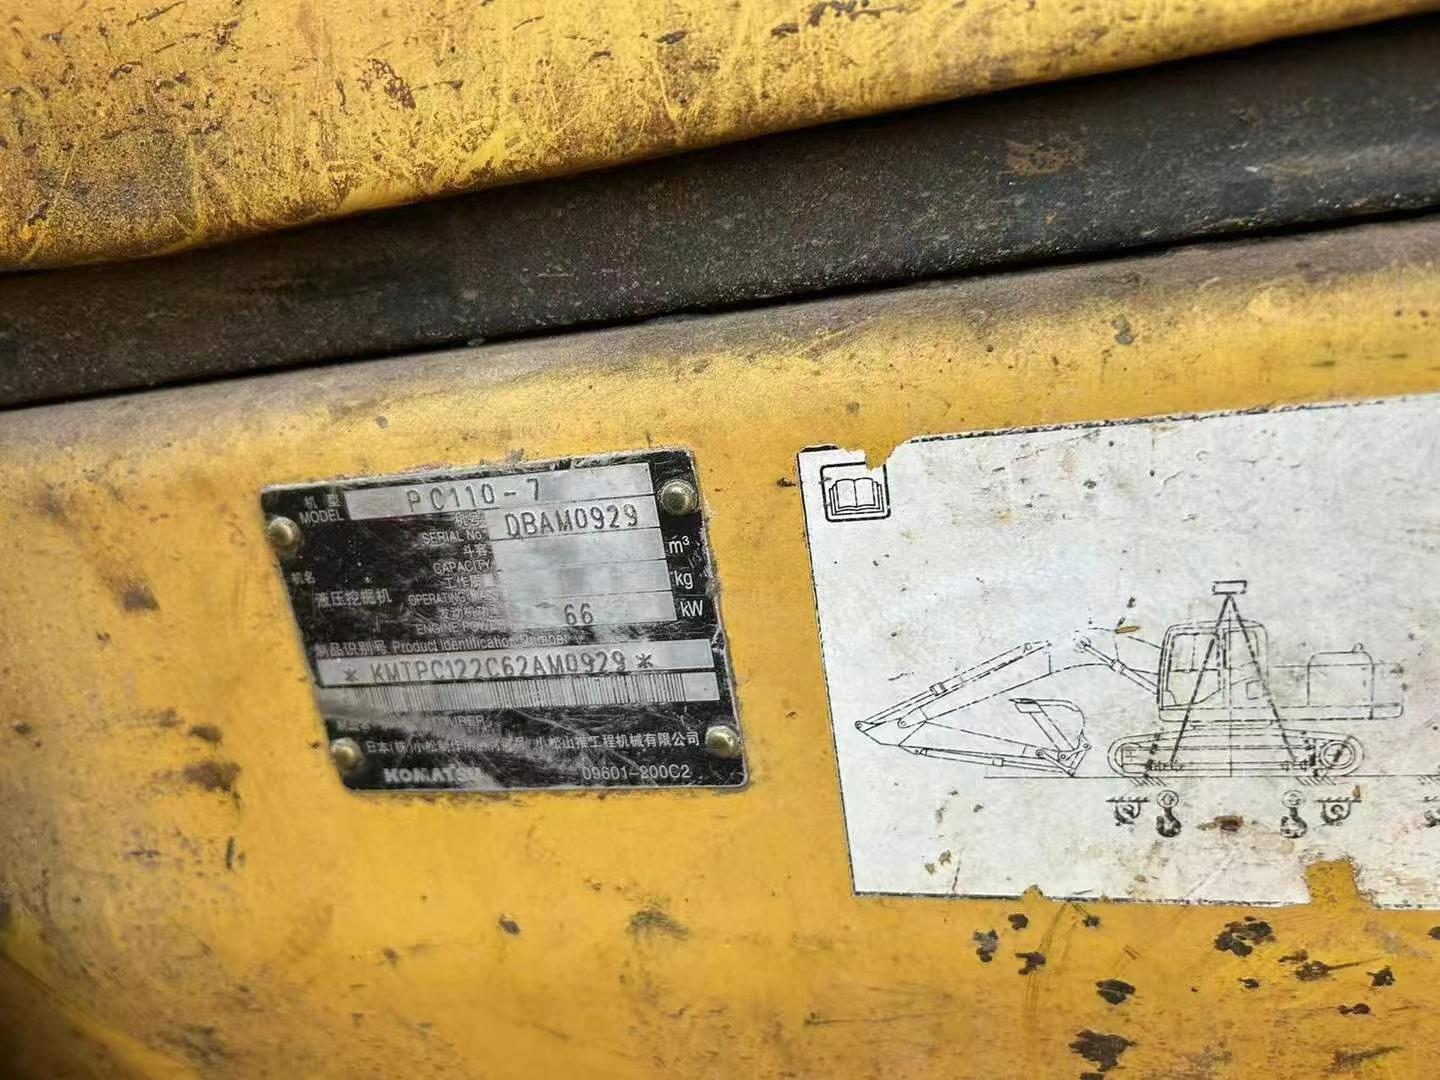 机 型
MODEL PC110-7
机号
SERIAL No. DBAM0929
斗容
CAPACITY m³
机名
液压挖掘机
工作质量
OPERATING MASS kg
发动机功率
ENGINE POWER 66 kW
制品识别号 Product Identification Number
*KMTPC122C62AM0929*
日本(株)小松制作所 小松山推工程机械有限公司
KOMATSU 09601-200C2